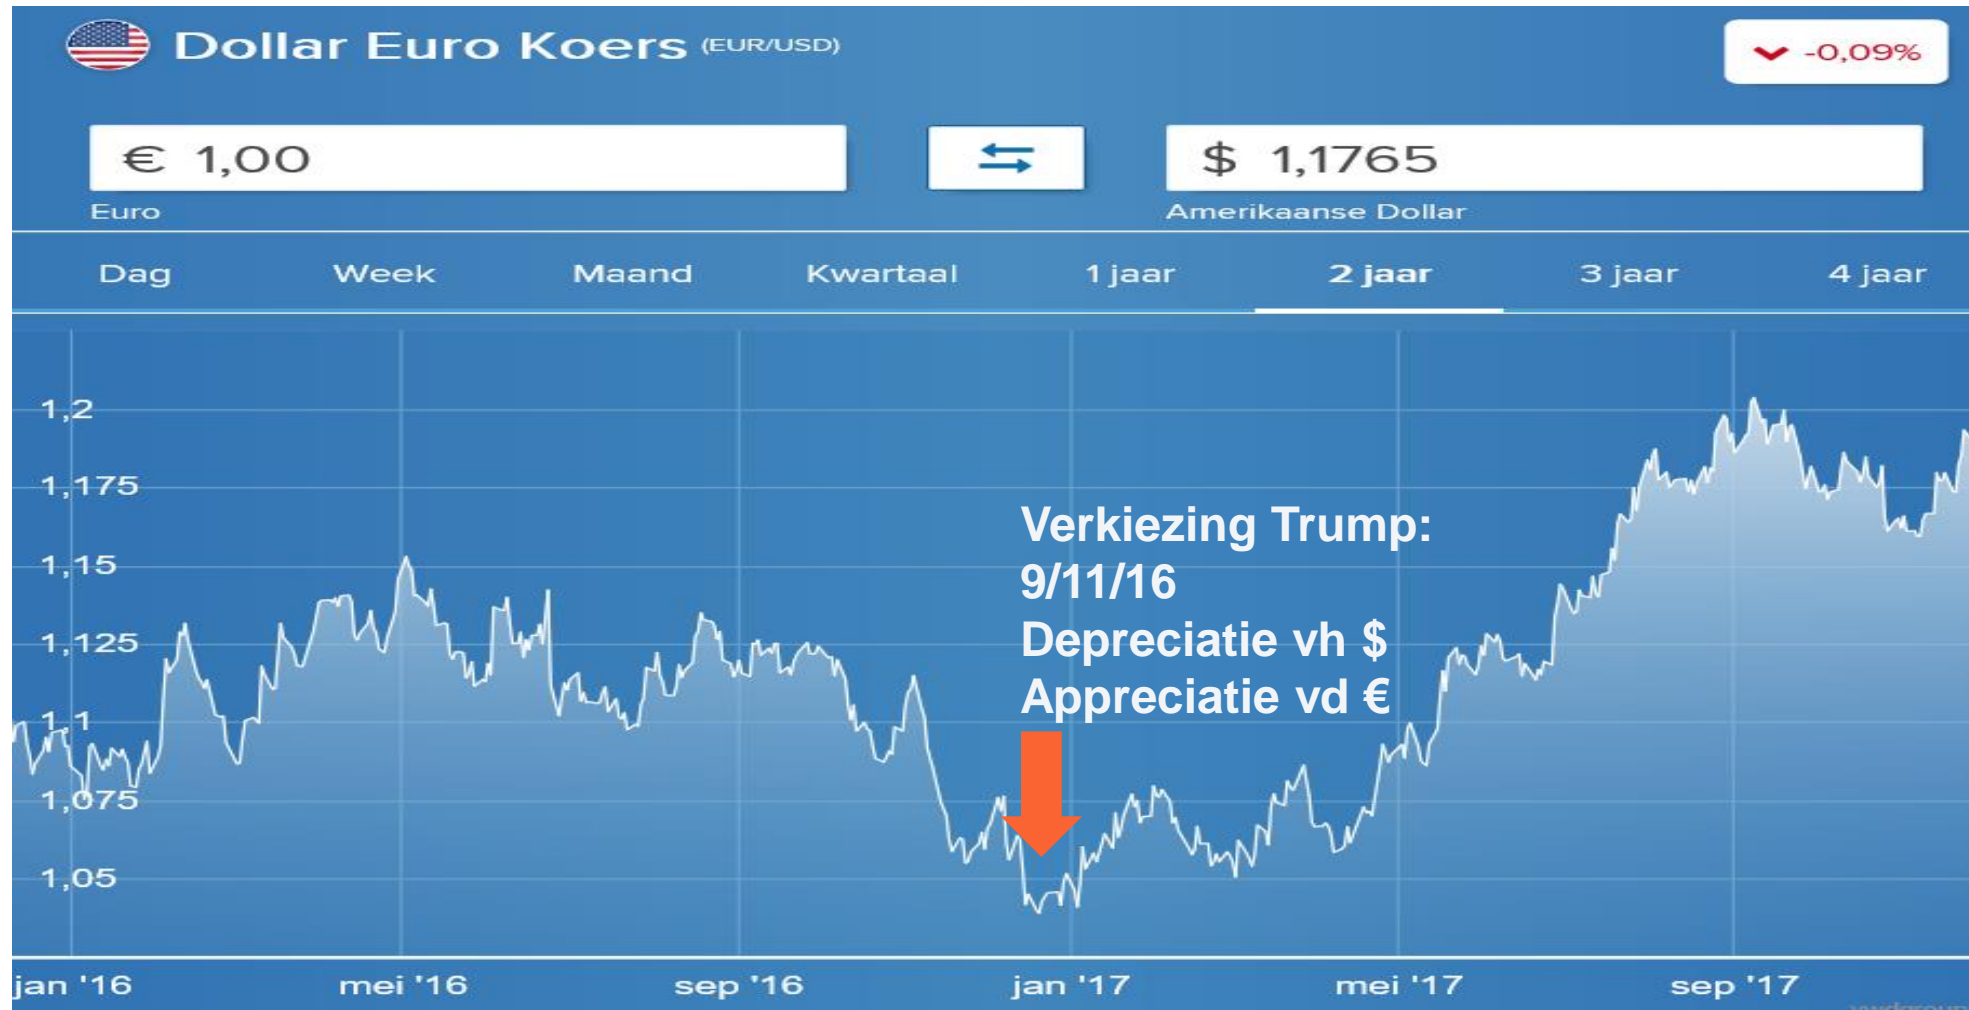 Dollar Euro Koers (EUR/USD)
-0,09%
€ 1,00
$ 1,1765
Euro
Amerikaanse Dollar
Dag Week Maand Kwartaal 1 jaar 2 jaar 3 jaar 4 jaar
1,2
1,175
1,15
1,125
1,1
1,075
1,05
Verkiezing Trump:
9/11/16
Depreciatie vh $
Appreciatie vd €
jan '16 mei '16 sep '16 jan '17 mei '17 sep '17